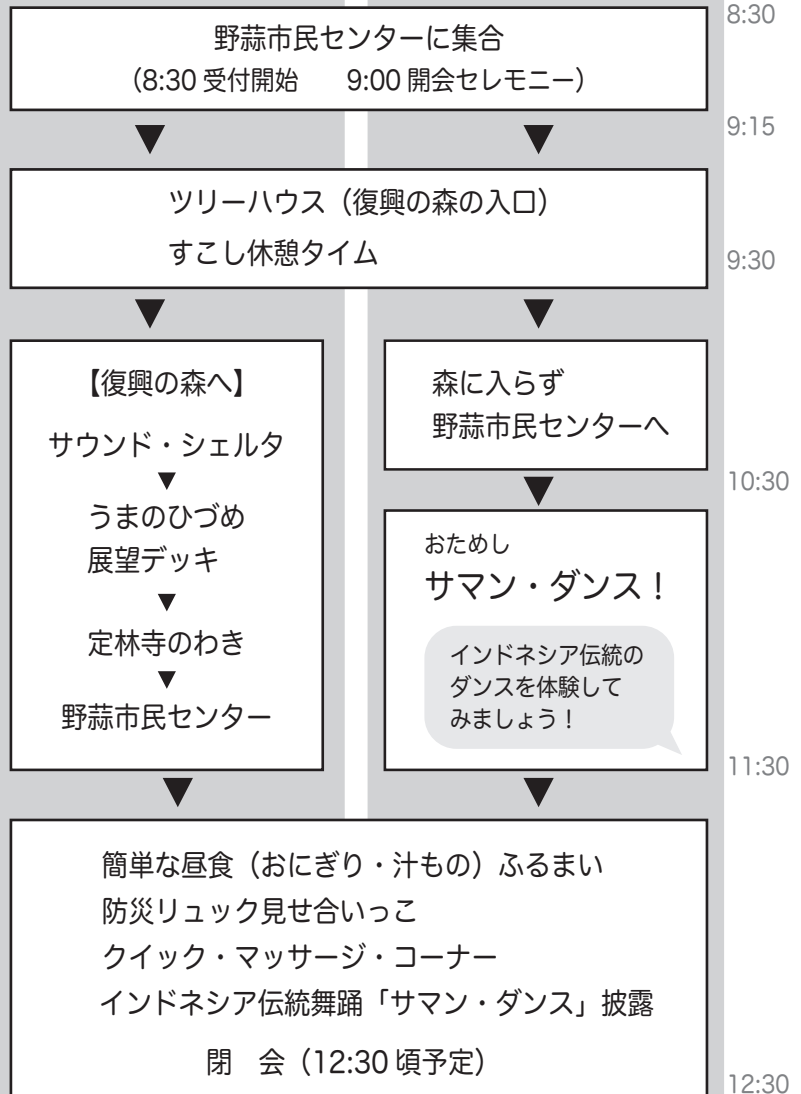 8:30
野蒜市民センターに集合
（8:30 受付開始　　9:00 開会セレモニー）
9:15
▼ ▼
ツリーハウス（復興の森の入口）
すこし休憩タイム
9:30
▼ ▼
【復興の森へ】
サウンド・シェルタ
▼
うまのひづめ
展望デッキ
▼
定林寺のわき
▼
野蒜市民センター
森に入らず
野蒜市民センターへ
10:30
▼
おためし
サマン・ダンス！
インドネシア伝統の
ダンスを体験して
みましょう！
11:30
▼ ▼
簡単な昼食（おにぎり・汁もの）ふるまい
防災リュック見せ合いっこ
クイック・マッサージ・コーナー
インドネシア伝統舞踊「サマン・ダンス」披露
閉　会（12:30 頃予定）
12:30